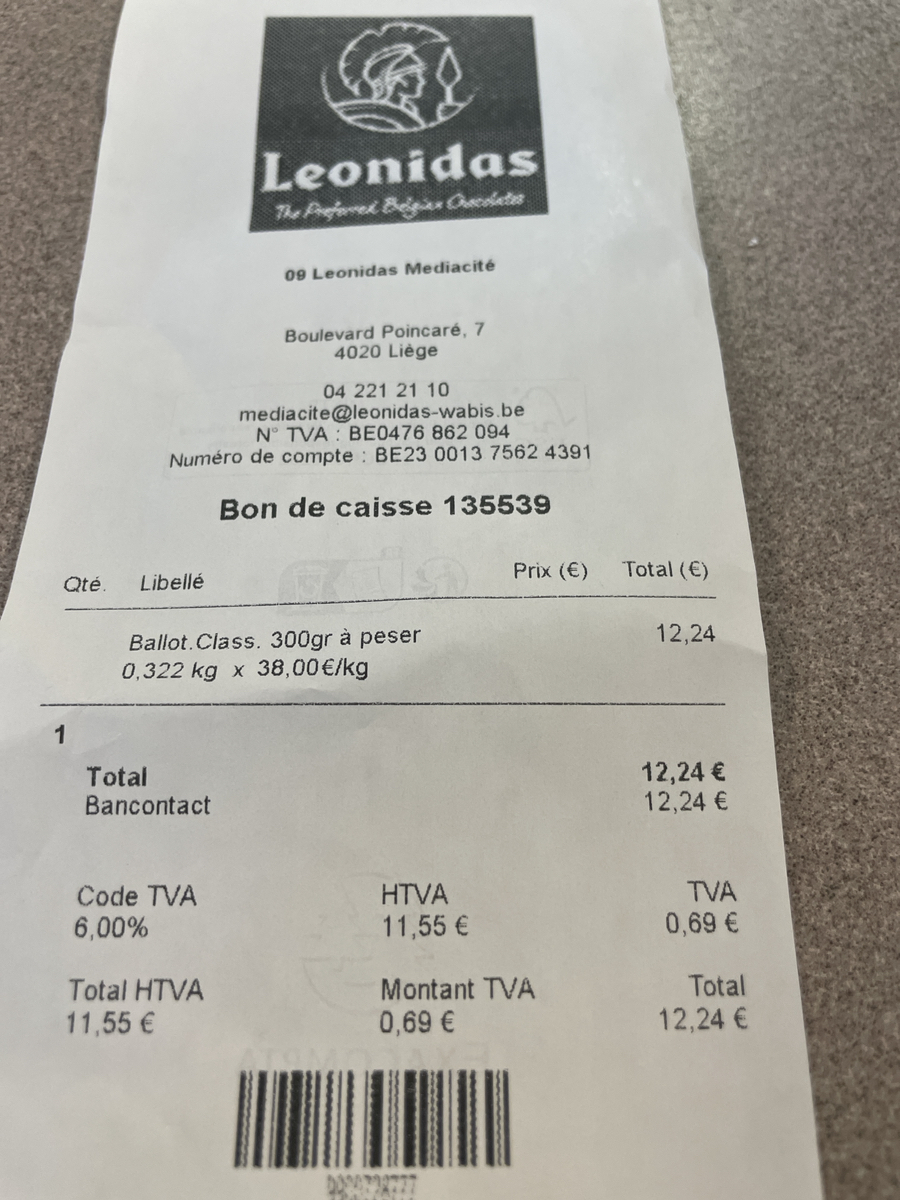 Leonidas
The Preferred Belgian Chocolates
09 Leonidas Mediacité
Boulevard Poincaré, 7
4020 Liège
04 221 21 10
mediacite@leonidas-wabis.be
N° TVA : BE0476 862 094
Numéro de compte : BE23 0013 7562 4391
Bon de caisse 135539
Qté. Libellé Prix (€) Total (€)
Ballot.Class. 300gr à peser 12,24
0,322 kg x 38,00€/kg
1
Total 12,24 €
Bancontact 12,24 €
Code TVA HTVA TVA
6,00% 11,55 € 0,69 €
Total HTVA Montant TVA Total
11,55 € 0,69 € 12,24 €